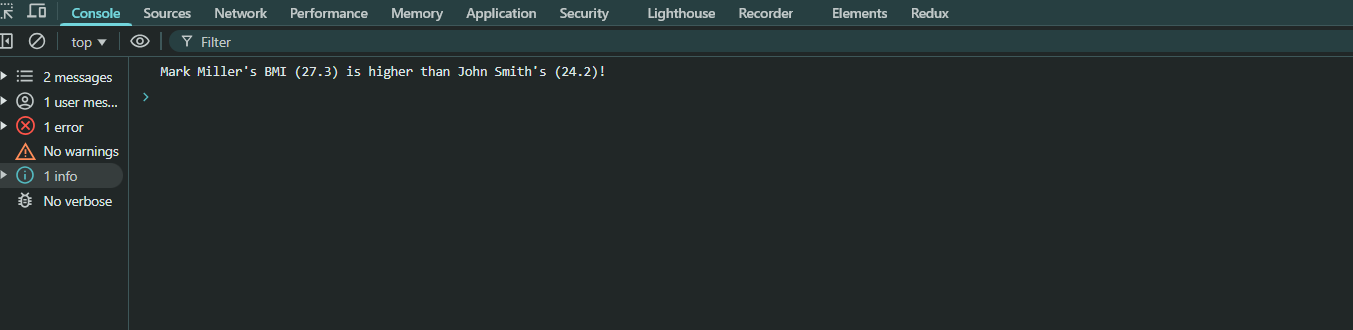 Console Sources Network Performance Memory Application Security Lighthouse Recorder Elements Redux
top Filter
2 messages
1 user mes...
1 error
No warnings
1 info
No verbose
Mark Miller's BMI (27.3) is higher than John Smith's (24.2)!